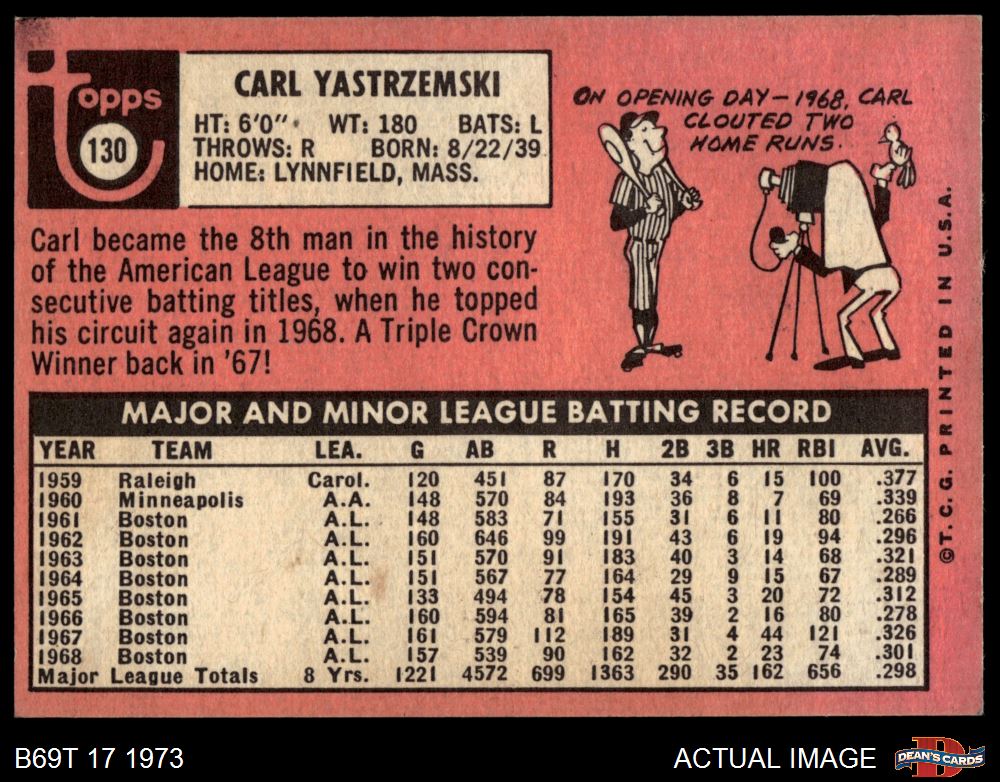 topps
130
CARL YASTRZEMSKI
HT: 6'0" WT: 180 BATS: L
THROWS: R BORN: 8/22/39
HOME: LYNNFIELD, MASS.
ON OPENING DAY—1968, CARL
CLOUTED TWO
HOME RUNS.
Carl became the 8th man in the history
of the American League to win two con-
secutive batting titles, when he topped
his circuit again in 1968. A Triple Crown
Winner back in '67!
MAJOR AND MINOR LEAGUE BATTING RECORD
YEAR TEAM LEA. G AB R H 2B 3B HR RBI AVG.
1959 Raleigh Carol. 120 451 87 170 34 6 15 100 .377
1960 Minneapolis A.A. 148 570 84 193 36 8 7 69 .339
1961 Boston A.L. 148 583 71 155 31 6 11 80 .266
1962 Boston A.L. 160 646 99 191 43 6 19 94 .296
1963 Boston A.L. 151 570 91 183 40 3 14 68 .321
1964 Boston A.L. 151 567 77 164 29 9 15 67 .289
1965 Boston A.L. 133 494 78 154 45 3 20 72 .312
1966 Boston A.L. 160 594 81 165 39 2 16 80 .278
1967 Boston A.L. 161 579 112 189 31 4 44 121 .326
1968 Boston A.L. 157 539 90 162 32 2 23 74 .301
Major League Totals 8 Yrs. 1221 4572 699 1363 290 35 162 656 .298
©T. C. G. PRINTED IN U.S.A.
B69T 17 1973
ACTUAL IMAGE
D
DEAN'S CARDS